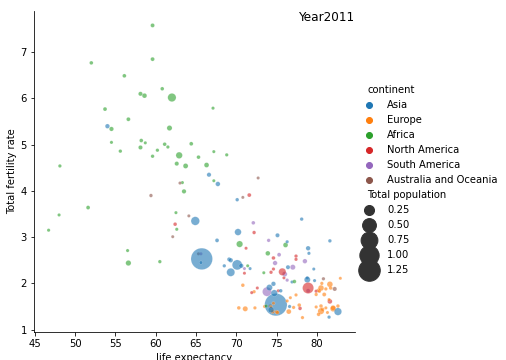 Year2011
7
6
5
4
3
2
1
Total fertility rate
45 50 55 60 65 70 75 80
life expectancy
continent
Asia
Europe
Africa
North America
South America
Australia and Oceania
Total population
0.25
0.50
0.75
1.00
1.25